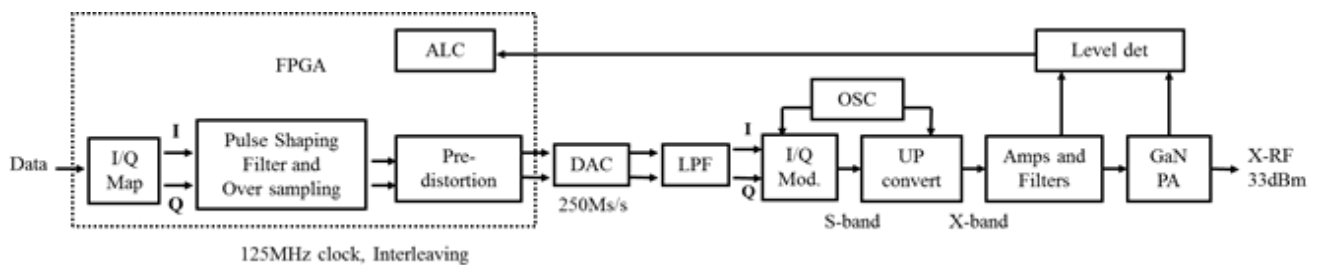 FPGA
ALC
Level det
OSC
Data
I/Q
Map
I
Q
Pulse Shaping
Filter and
Over sampling
Pre-
distortion
DAC
250Ms/s
LPF
I
Q
I/Q
Mod.
S-band
UP
convert
X-band
Amps and
Filters
GaN
PA
X-RF
33dBm
125MHz clock, Interleaving